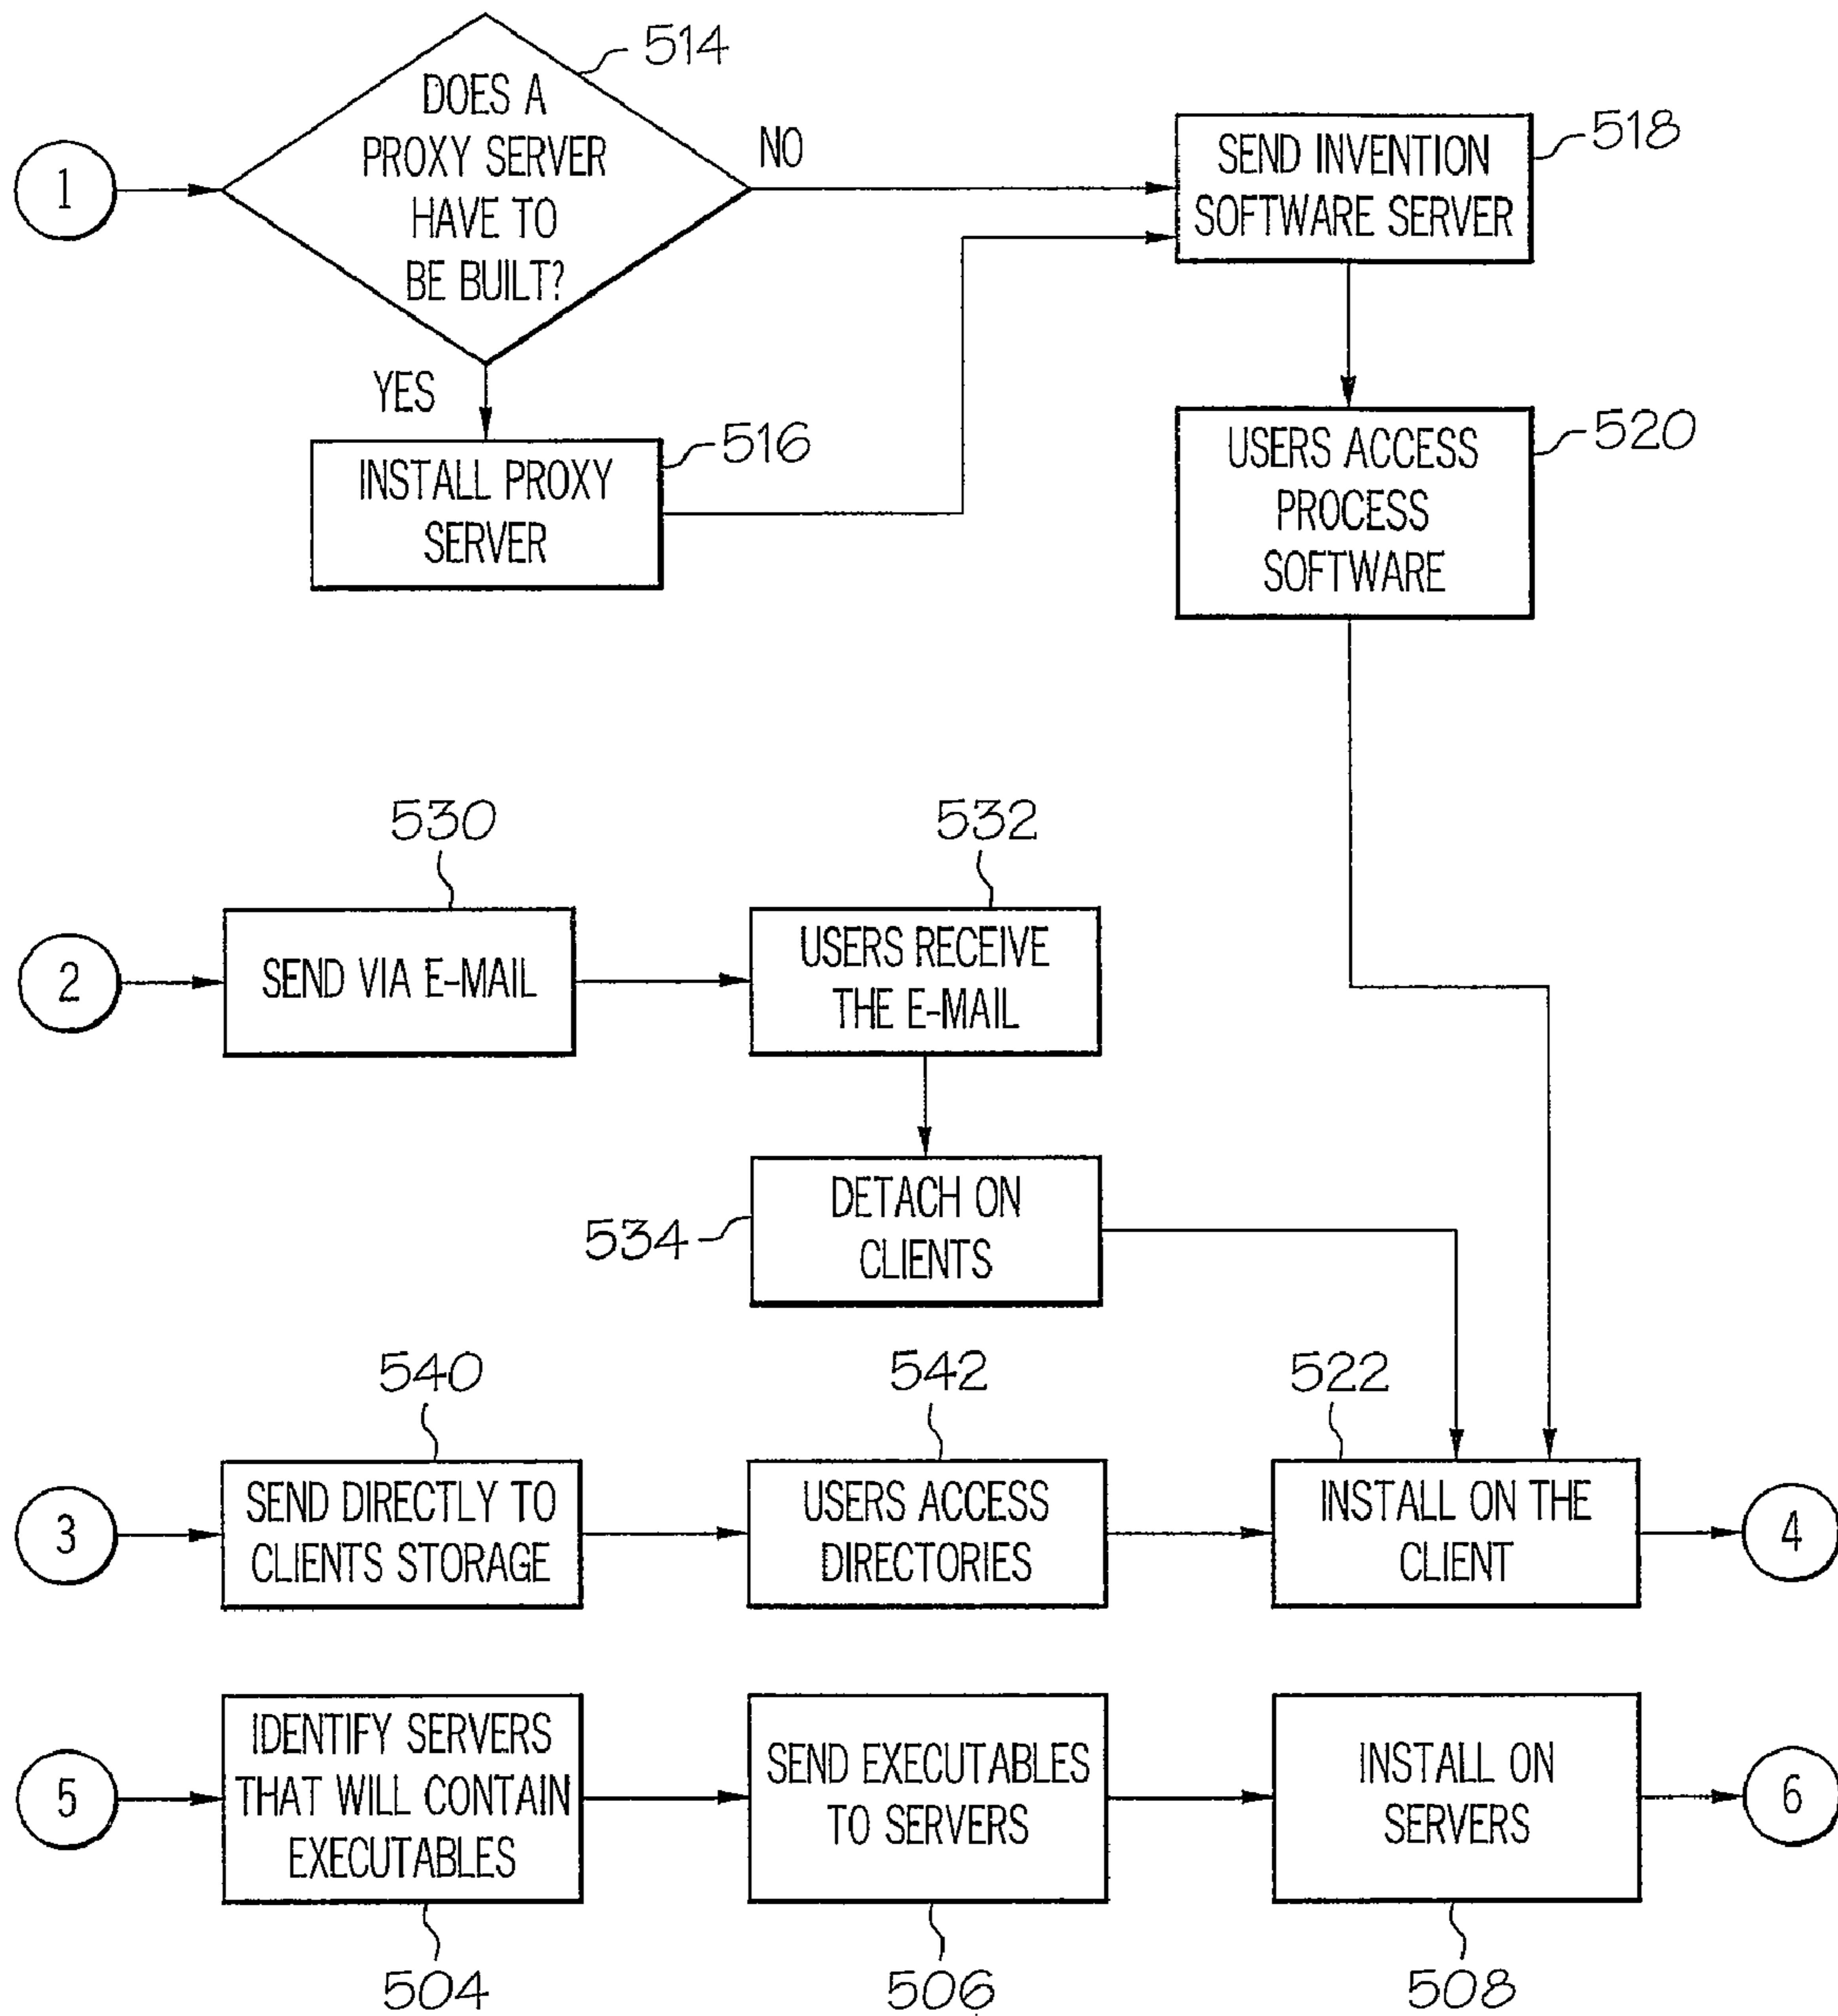 514
DOES A
PROXY SERVER
HAVE TO
BE BUILT?
1
NO
YES
516
INSTALL PROXY
SERVER
518
SEND INVENTION
SOFTWARE SERVER
520
USERS ACCESS
PROCESS
SOFTWARE
530
532
2
SEND VIA E-MAIL
USERS RECEIVE
THE E-MAIL
534
DETACH ON
CLIENTS
540
542
522
3
SEND DIRECTLY TO
CLIENTS STORAGE
USERS ACCESS
DIRECTORIES
INSTALL ON THE
CLIENT
4
5
IDENTIFY SERVERS
THAT WILL CONTAIN
EXECUTABLES
SEND EXECUTABLES
TO SERVERS
INSTALL ON
SERVERS
6
504
506
508